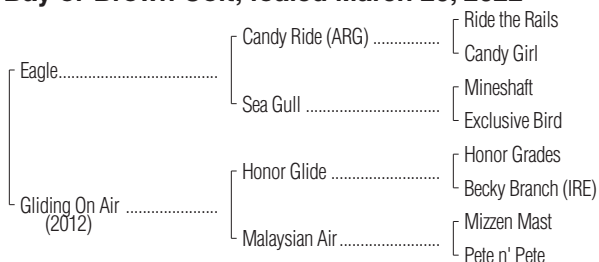 Bay or Brown Colt; foaled March 23, 2022
Ride the Rails
Candy Ride (ARG)
Candy Girl
Eagle
Mineshaft
Sea Gull
Exclusive Bird
Honor Grades
Honor Glide
Becky Branch (IRE)
Gliding On Air
(2012)
Mizzen Mast
Malaysian Air
Pete n' Pete